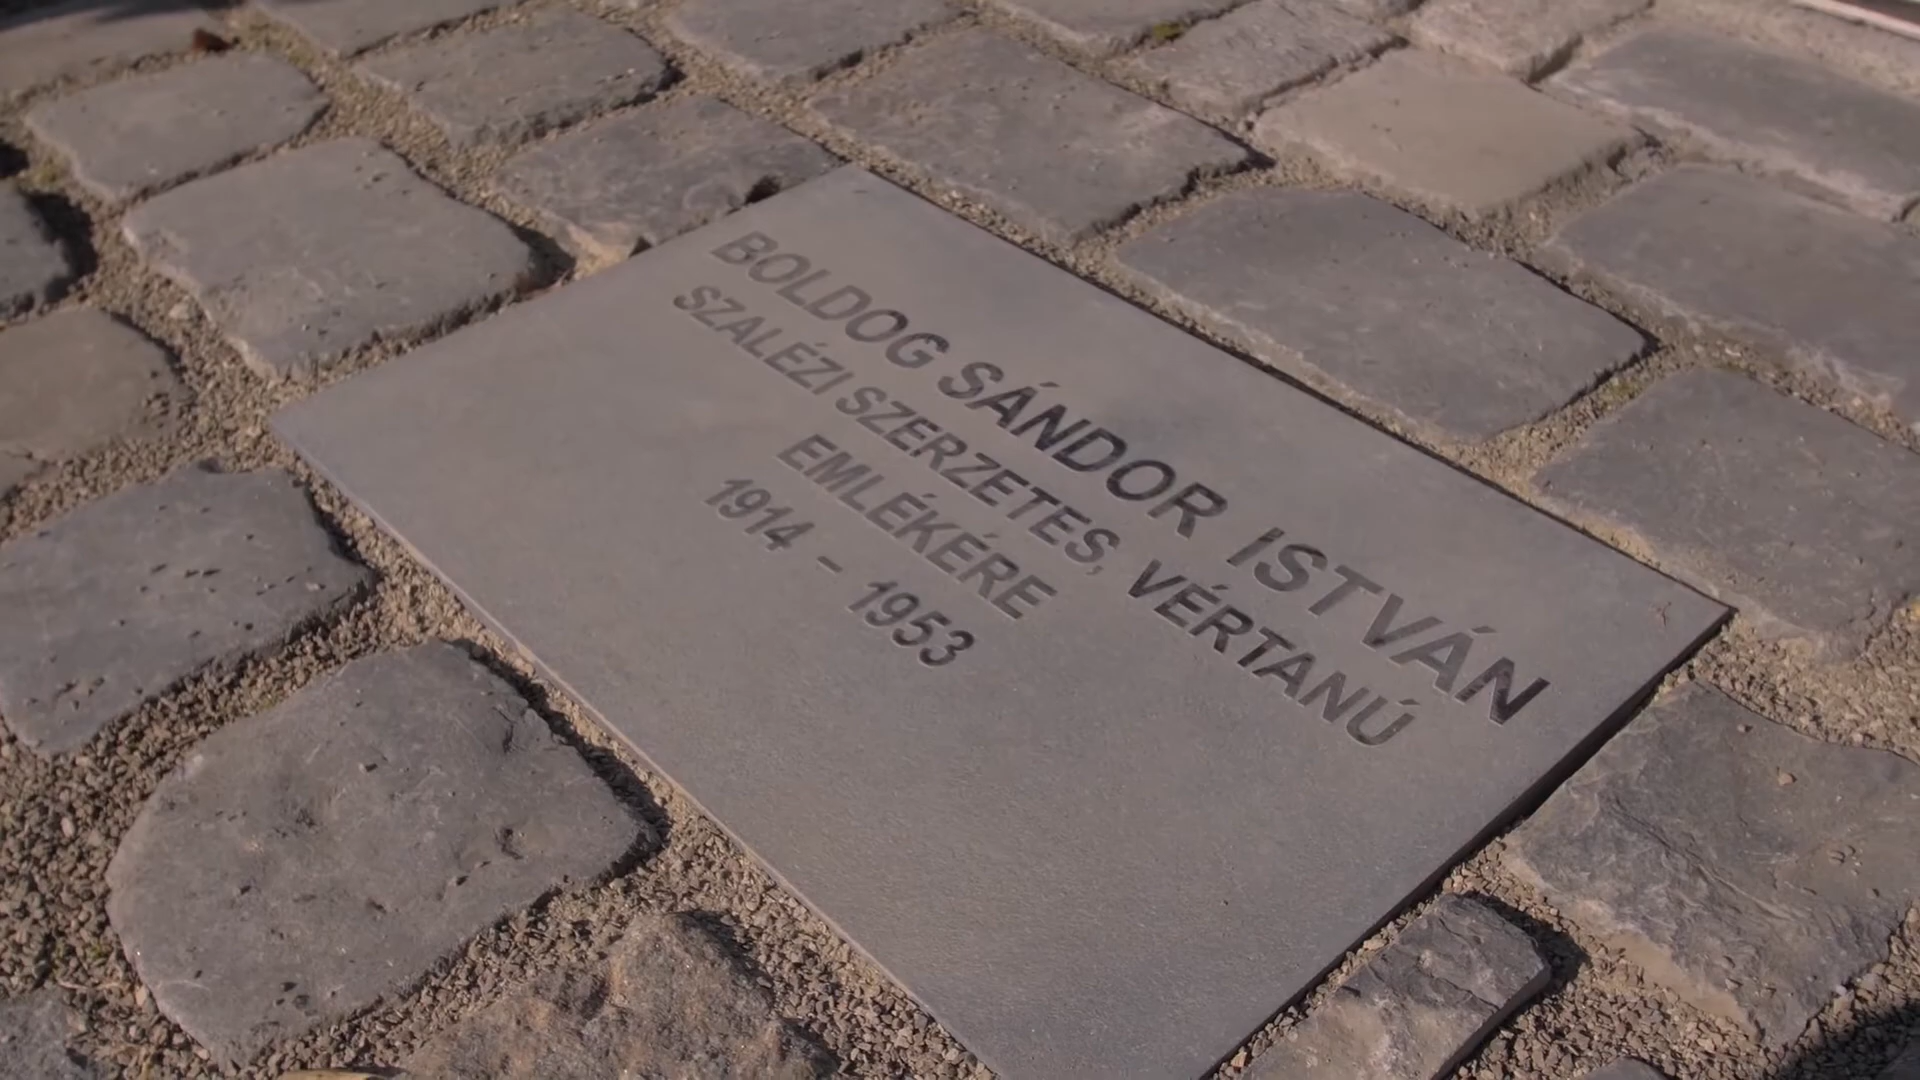 BOLDOG SÁNDOR ISTVÁN
SZALÉZI SZERZETES, VÉRTANÚ
EMLÉKÉRE
1914 – 1953